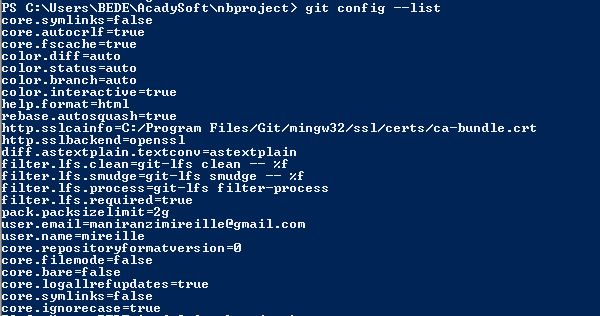 PS C:\Users\BEDE\AcadySoft\nbproject> git config --list
core.symlinks=false
core.autocrlf=true
core.fscache=true
color.diff=auto
color.status=auto
color.branch=auto
color.interactive=true
help.format=html
rebase.autosquash=true
http.sslcainfo=C:/Program Files/Git/mingw32/ssl/certs/ca-bundle.crt
http.sslbackend=openssl
diff.astextplain.textconv=astextplain
filter.lfs.clean=git-lfs clean -- %f
filter.lfs.smudge=git-lfs smudge -- %f
filter.lfs.process=git-lfs filter-process
filter.lfs.required=true
pack.packsizelimit=2g
user.email=maniranzimireille@gmail.com
user.name=mireille
core.repositoryformatversion=0
core.filemode=false
core.bare=false
core.logallrefupdates=true
core.symlinks=false
core.ignorecase=true